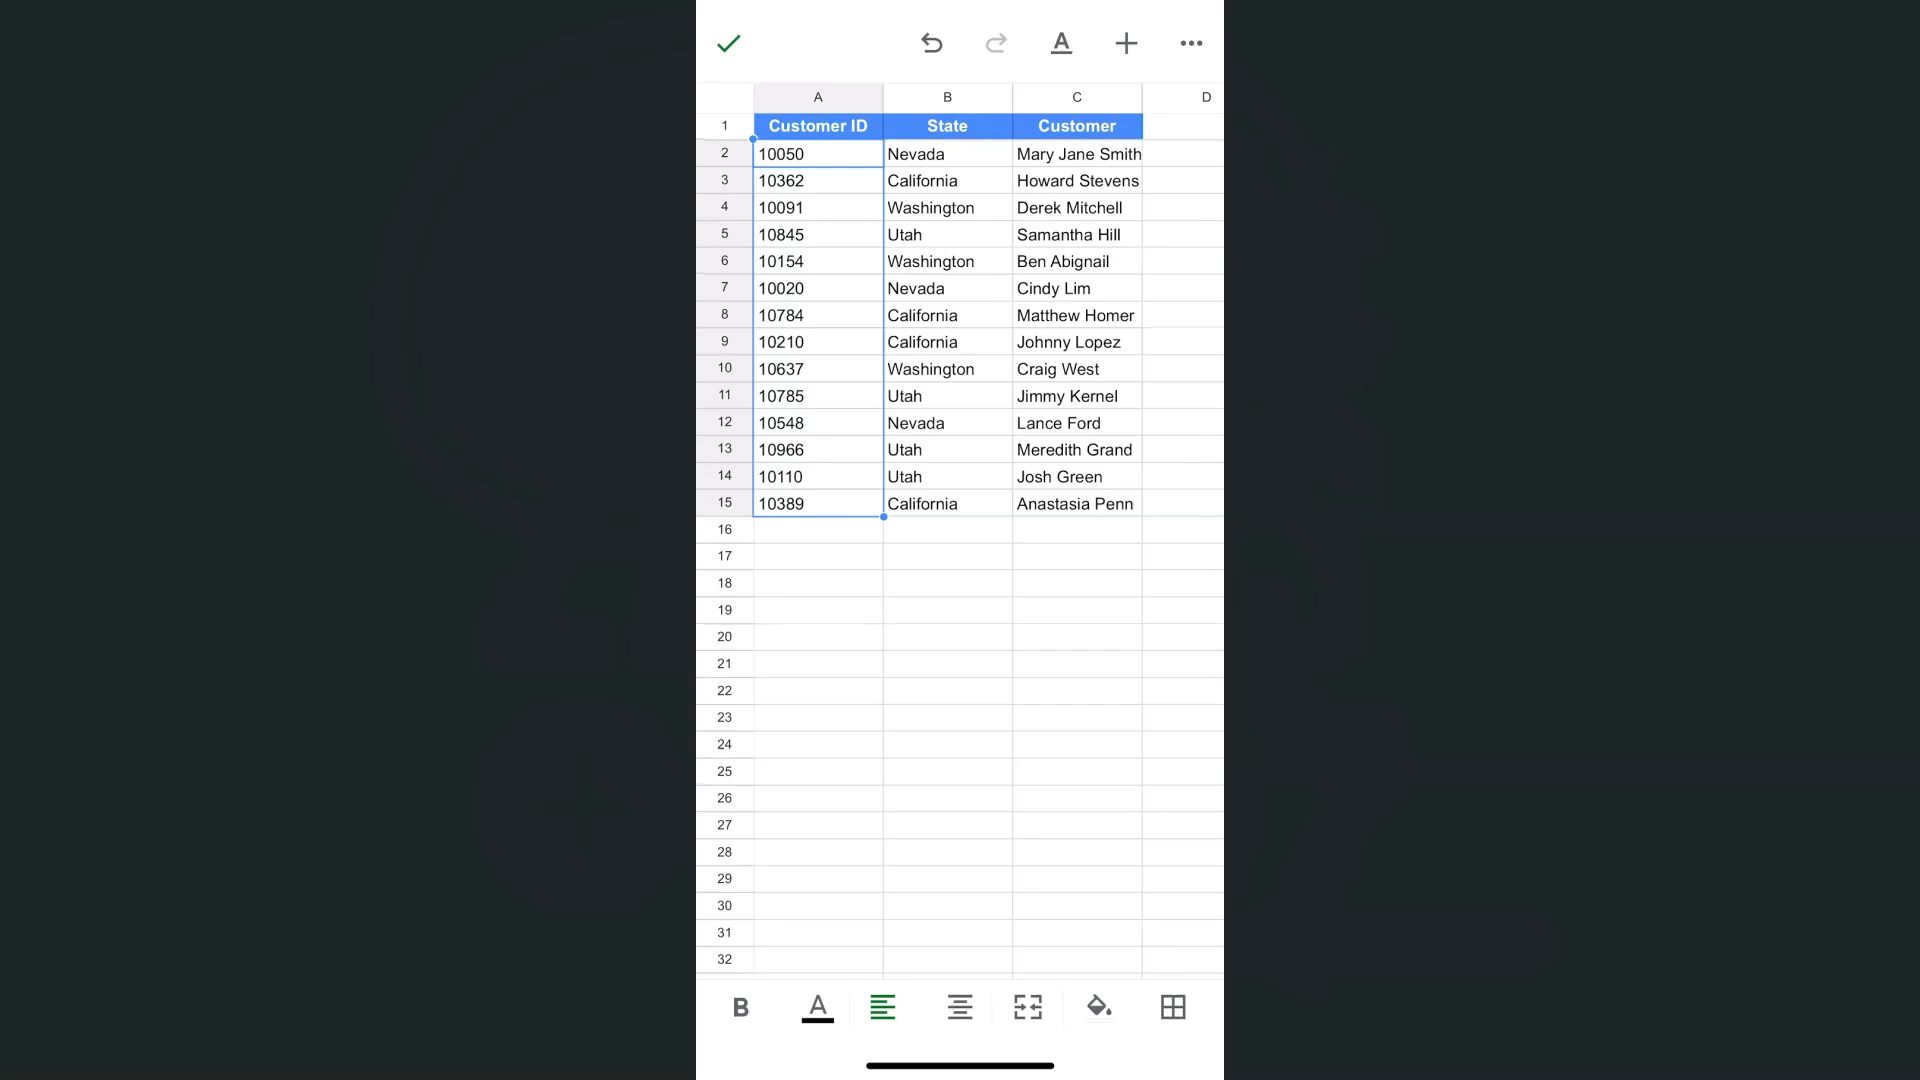 A B C D
1 Customer ID State Customer
2 10050 Nevada Mary Jane Smith
3 10362 California Howard Stevens
4 10091 Washington Derek Mitchell
5 10845 Utah Samantha Hill
6 10154 Washington Ben Abignail
7 10020 Nevada Cindy Lim
8 10784 California Matthew Homer
9 10210 California Johnny Lopez
10 10637 Washington Craig West
11 10785 Utah Jimmy Kernel
12 10548 Nevada Lance Ford
13 10966 Utah Meredith Grand
14 10110 Utah Josh Green
15 10389 California Anastasia Penn
16
17
18
19
20
21
22
23
24
25
26
27
28
29
30
31
32
B A